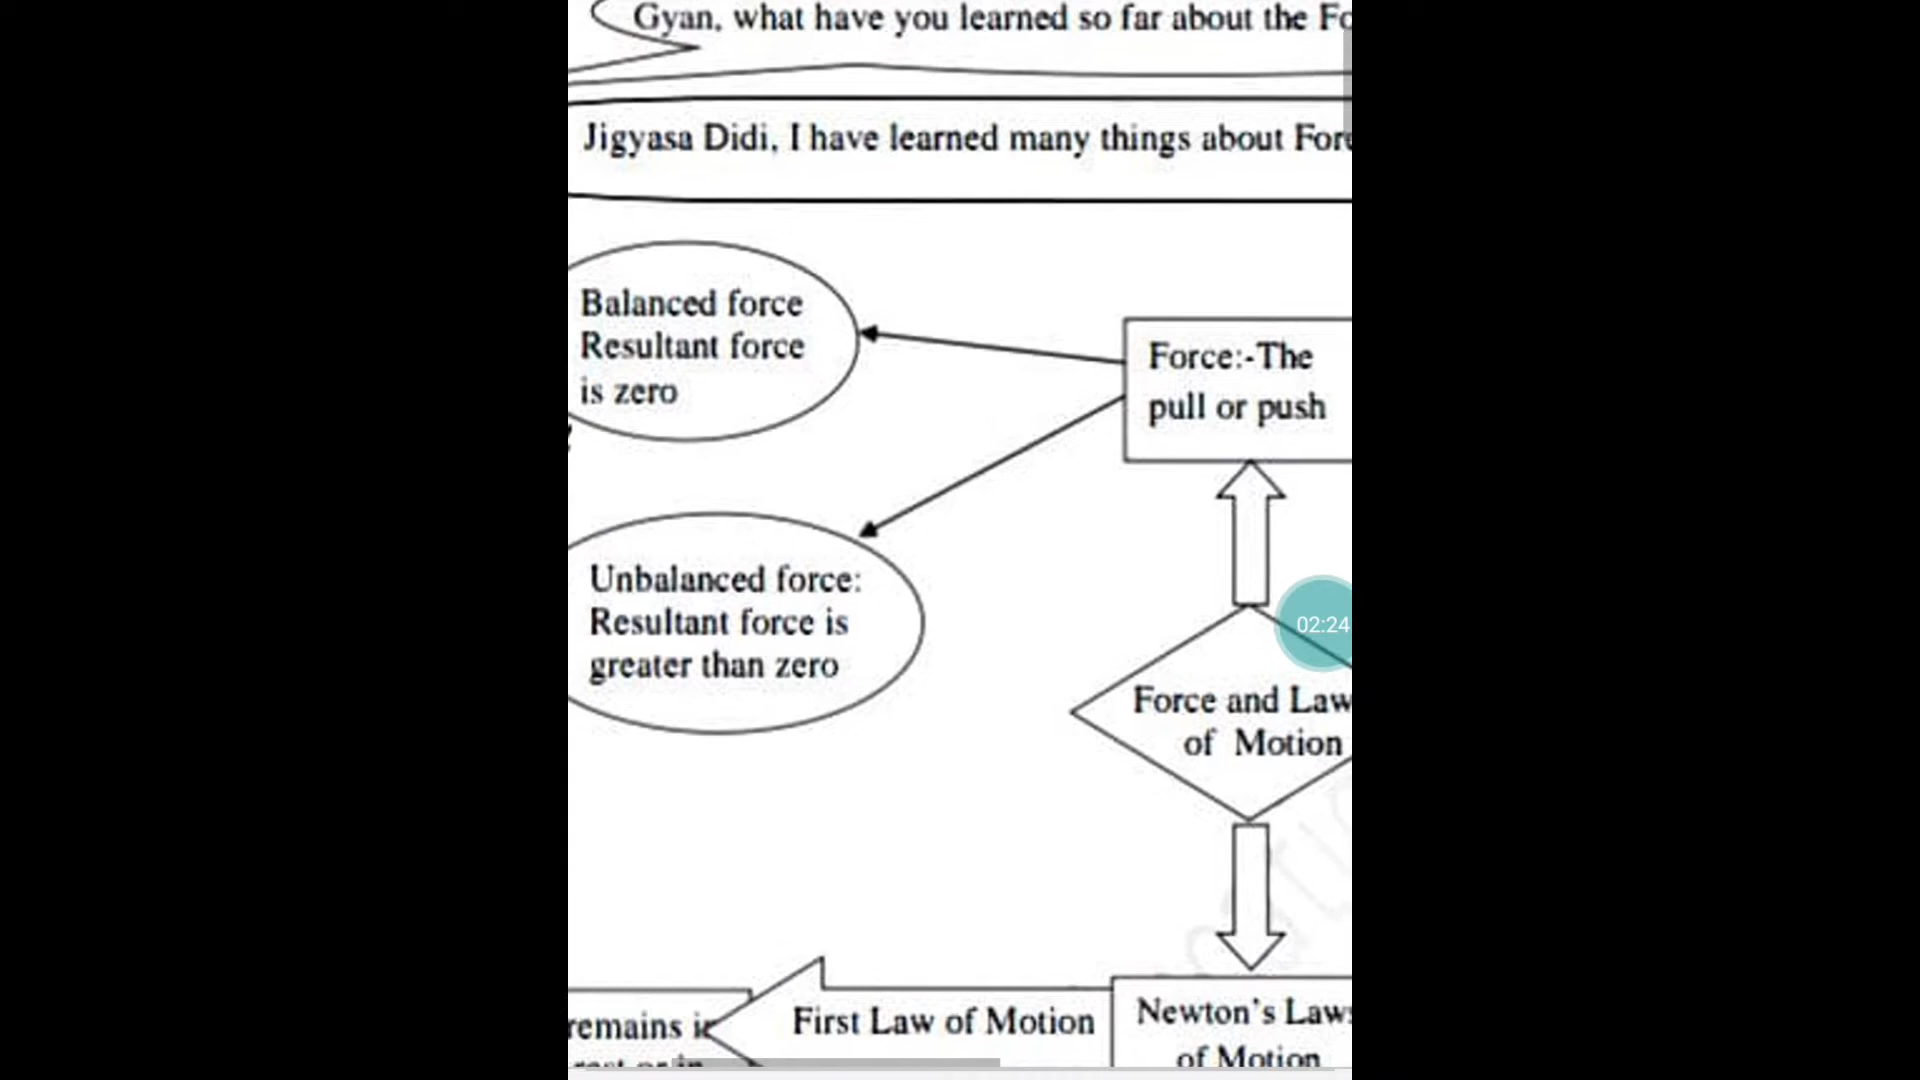 Gyan, what have you learned so far about the
Jigyasa Didi, I have learned many things about
Balanced force
Resultant force
is zero
Force:-The
pull or push
Unbalanced force:
Resultant force is
greater than zero
02:24
Force and Law
of Motion
remains
First Law of Motion
Newton's Laws
of Motion